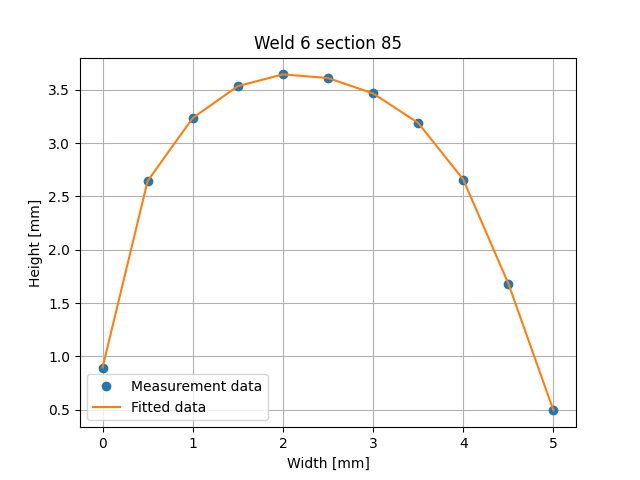 Weld 6 section 85
Height [mm]
3.5
3.0
2.5
2.0
1.5
1.0
0.5
Measurement data
Fitted data
0 1 2 3 4 5
Width [mm]